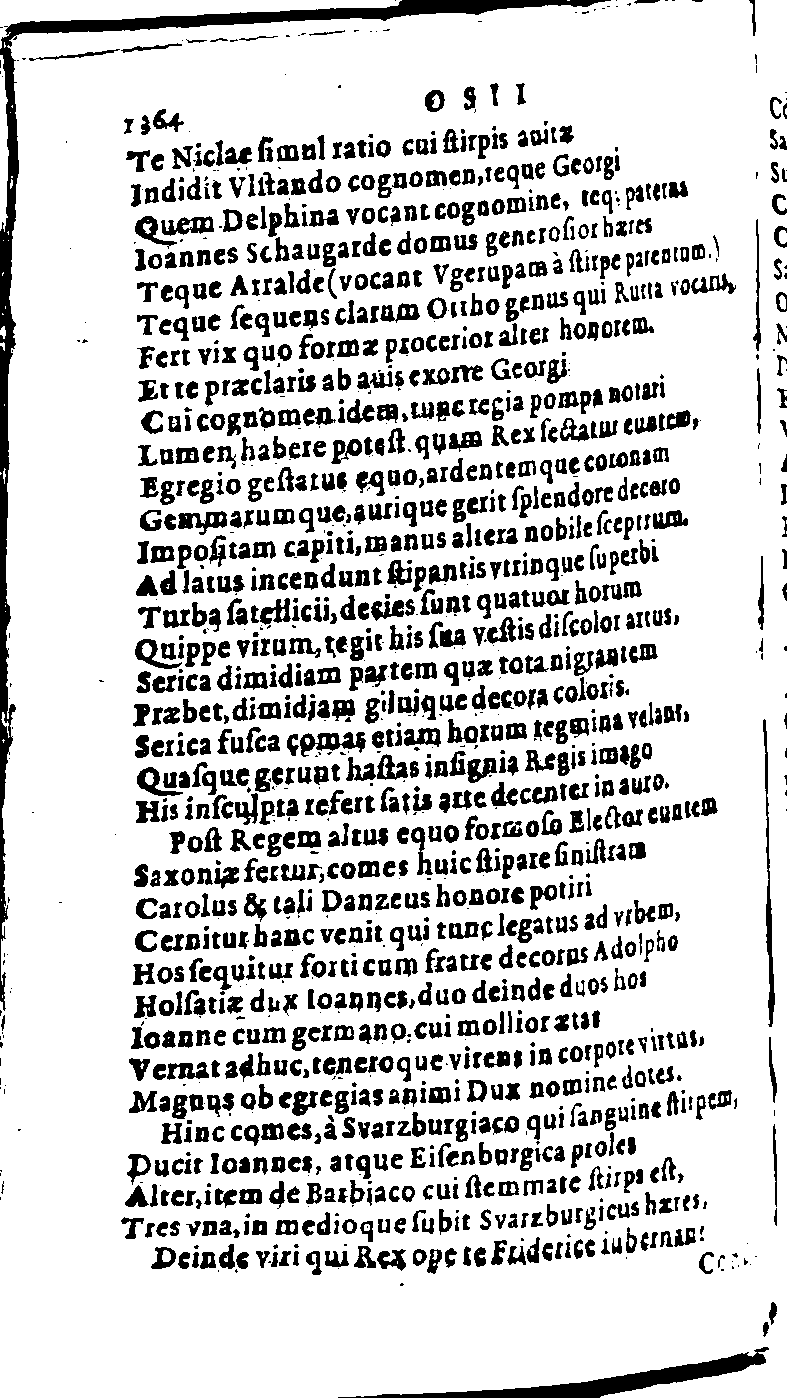 1364 OSII
Te Niclae ſimul ratio cui ſtirpis auitæ
Indidit Vlſtando cognomen, teque Georgi
Quem Delphina vocant cognomine, teq; paternæ
Ioannes Schaugarde domus generoſior hæres
Teque Arralde (vocant Vgerupam à ſtirpe parentum.)
Teque ſequens clarum Ottho genus qui Rutta vocans,
Fert vix quo formæ procerior alter honorem.
Et te præclaris ab auis exorte Georgi
Cui cognomen idem, tunc regia pompa notari
Lumen habere poteſt quam Rex ſectatur euntem,
Egregio geſtatus equo, ardentemque coronam
Gemmarumque, aurique gerit ſplendore decoro
Impoſitam capiti, manus altera nobile ſceptrum.
Ad latus incendunt ſtipantis vtrinque ſuperbi
Turba ſatellicii, decies ſunt quatuor horum
Quippe virum, tegit his ſua veſtis diſcolor artus,
Serica dimidiam partem quæ tota nigrantem
Præbet, dimidiam giluique decora coloris.
Serica fuſca comas etiam horum tegmina velant,
Quaſque gerunt haſtas inſignia Regis imago
His inſculpta refert ſatis arte decenter in auro.
Poſt Regem altus equo formoſo Elector euntem
Saxoniæ fertur, comes huic ſtipare ſiniſtram
Carolus & tali Danzeus honore potiri
Cernitur hanc venit qui tunc legatus ad vrbem,
Hos ſequitur forti cum fratre decorus Adolpho
Holſatiæ dux Ioannes, duo deinde duos hos
Ioanne cum germano, cui mollior ætas
Vernat adhuc, teneroque virens in corpore virtus,
Magnus ob egregias animi Dux nomine dotes.
Hinc comes, à Svarzburgiaco qui ſanguine ſtirpem,
Ducit Ioannes, atque Eiſenburgica proles
Alter, item de Barbiaco cui ſtemmate ſtirps eſt,
Tres vna, in medioque ſubit Svarzburgicus hæres,
Deinde viri qui Rex ope te Friderice iubernant